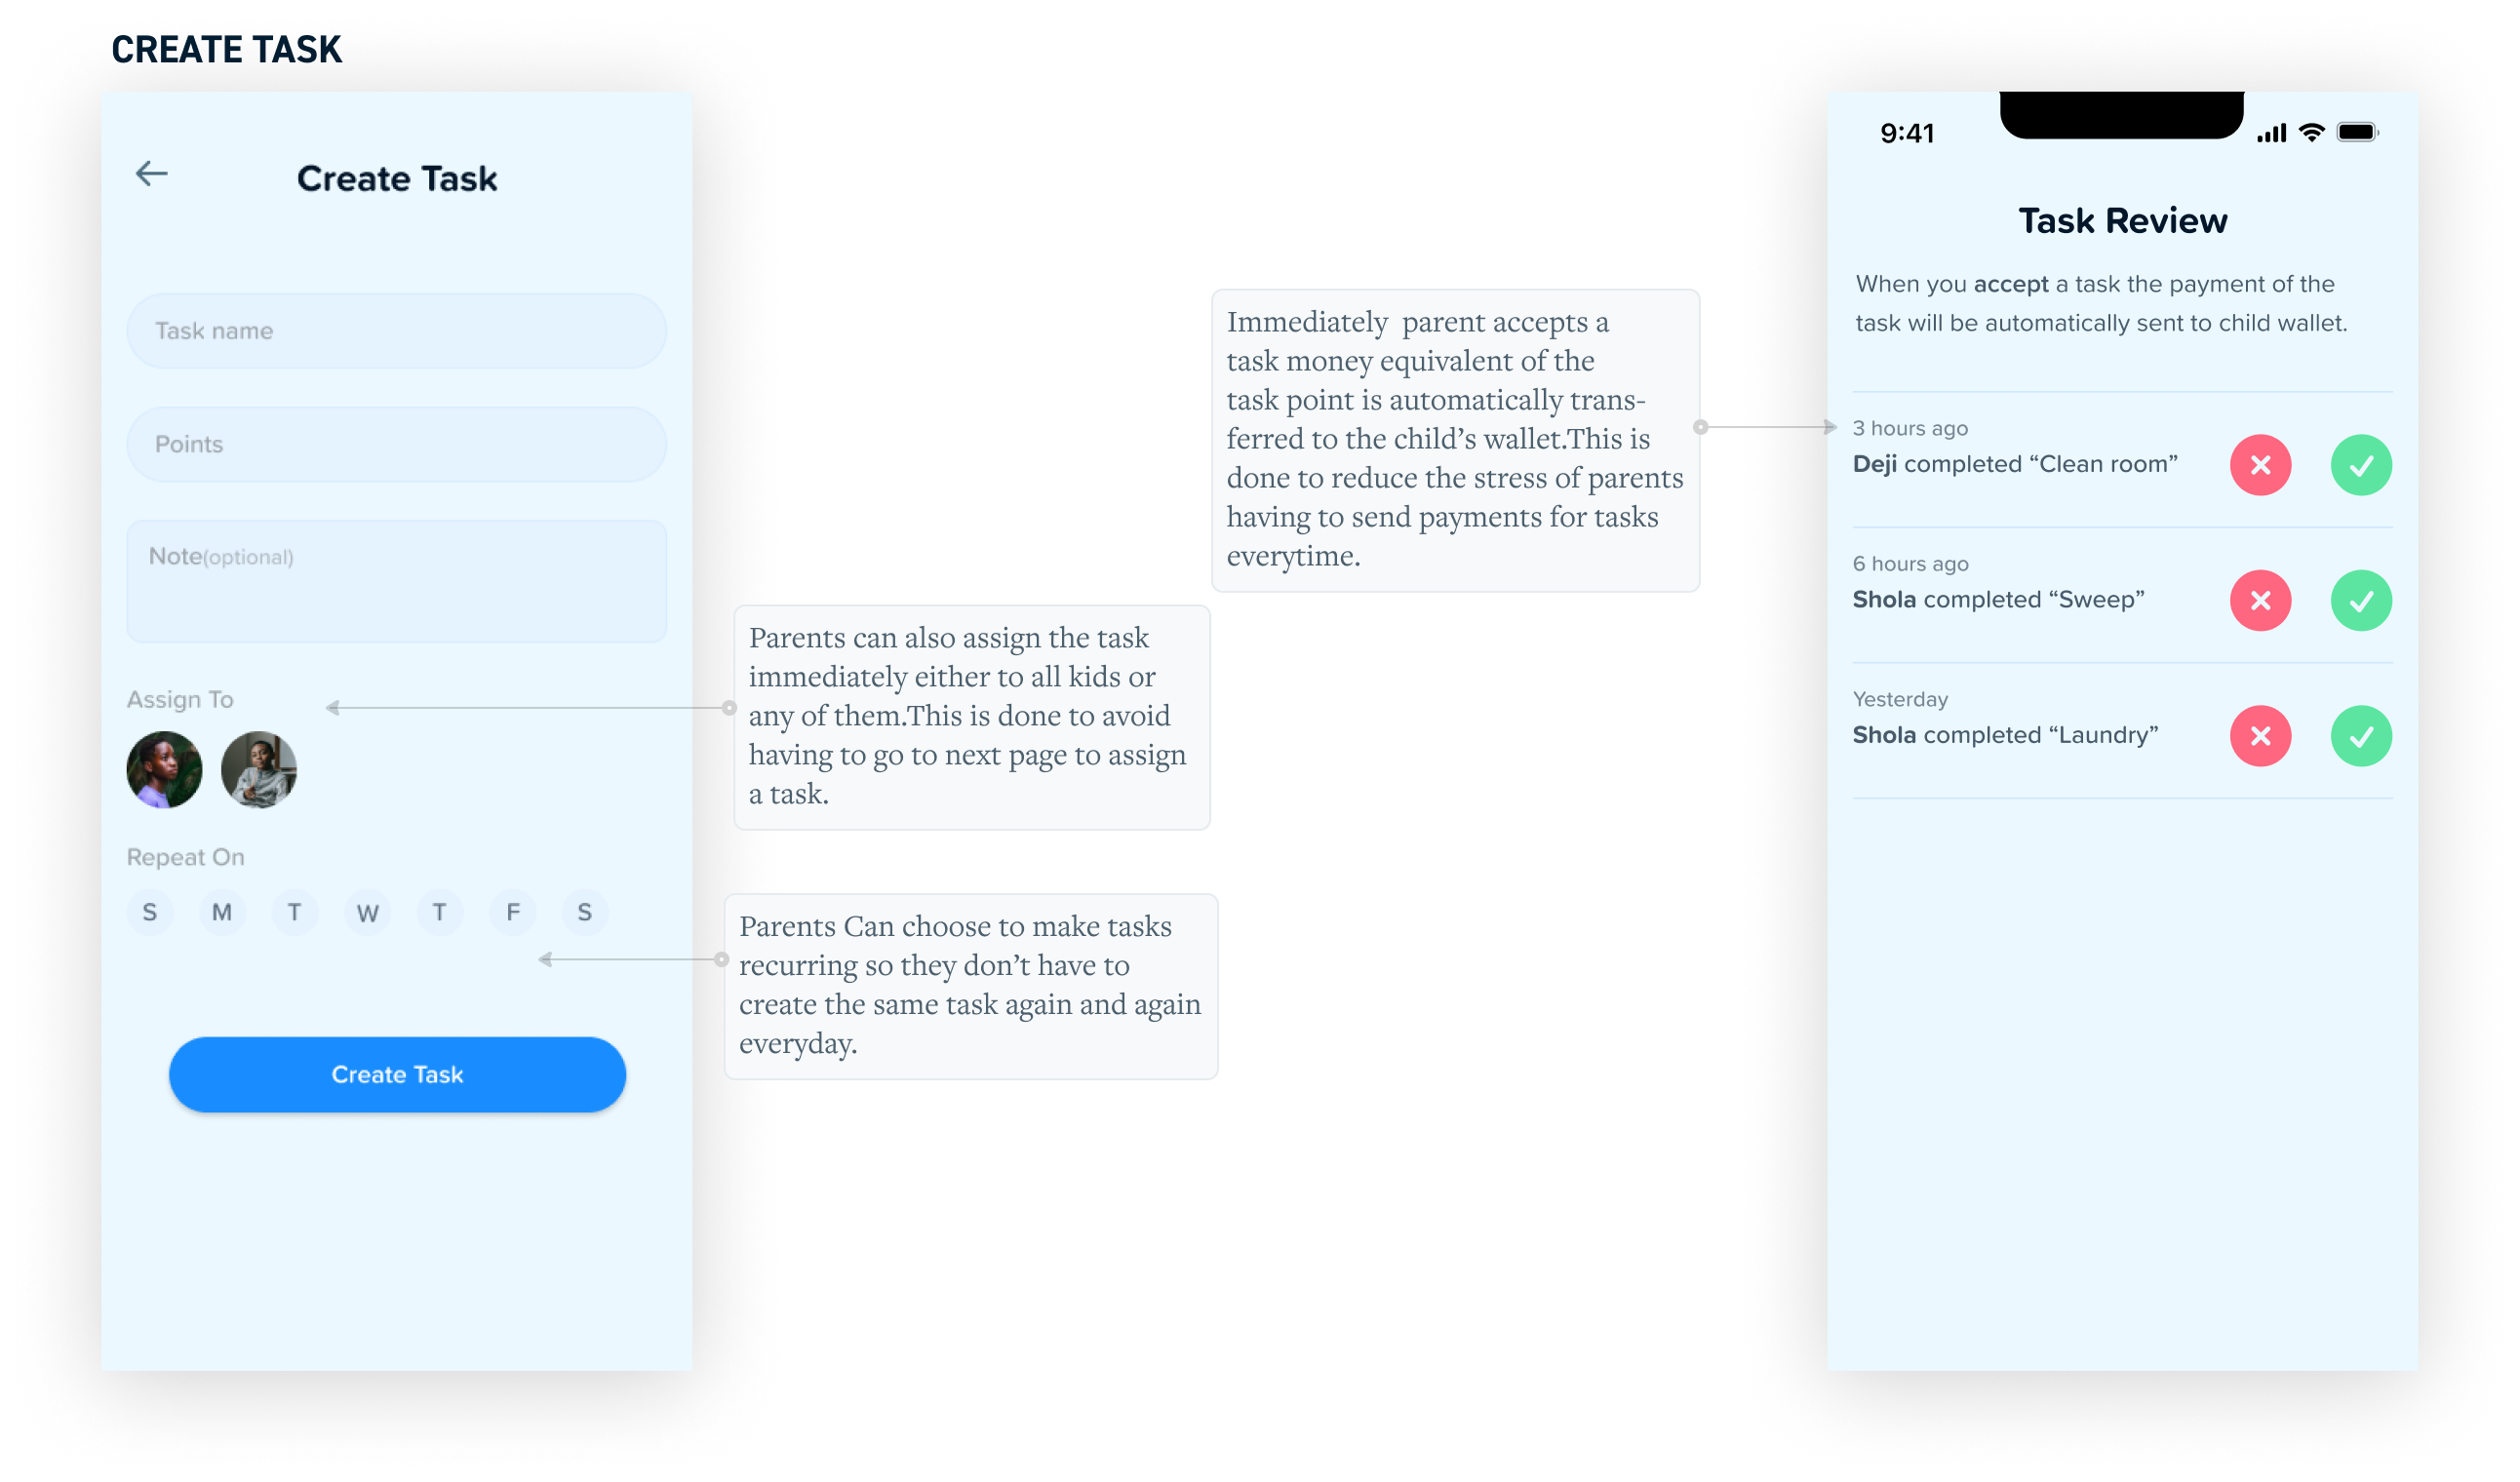 CREATE TASK
Create Task
Task name
Points
Note(optional)
Assign To
Repeat On
S M T W T F S
Create Task
Parents can also assign the task
immediately either to all kids or
any of them.This is done to avoid
having to go to next page to assign
a task.
Parents Can choose to make tasks
recurring so they don’t have to
create the same task again and again
everyday.
Immediately  parent accepts a
task money equivalent of the
task point is automatically trans-
ferred to the child’s wallet.This is
done to reduce the stress of parents
having to send payments for tasks
everytime.
9:41
Task Review
When you accept a task the payment of the
task will be automatically sent to child wallet.
3 hours ago
Deji completed “Clean room”
6 hours ago
Shola completed “Sweep”
Yesterday
Shola completed “Laundry”